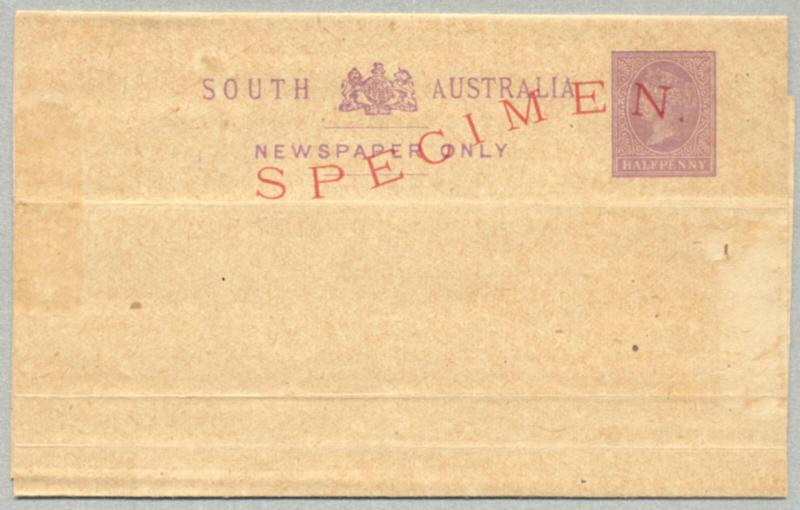 SOUTH AUSTRALIA
NEWSPAPER ONLY
SPECIMEN.
HALFPENNY